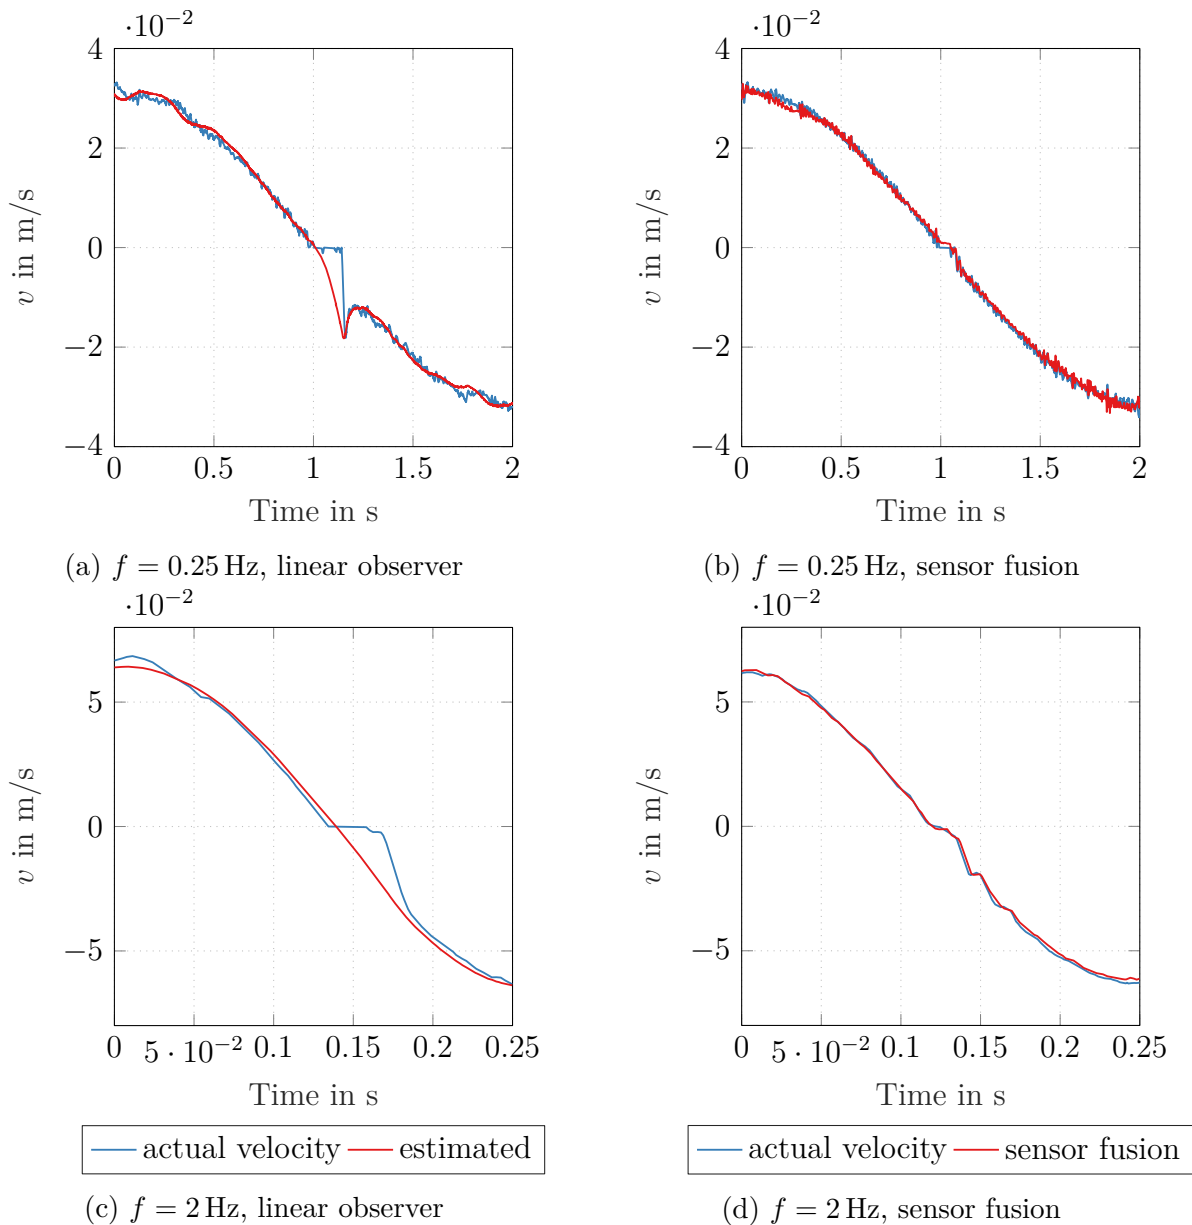 ·10−2
4
2
0
−2
−4
0 0.5 1 1.5 2
v in m/s
Time in s
(a) f = 0.25 Hz, linear observer
·10−2
4
2
0
−2
−4
0 0.5 1 1.5 2
v in m/s
Time in s
(b) f = 0.25 Hz, sensor fusion
·10−2
5
0
−5
0 5 · 10−2 0.1 0.15 0.2 0.25
v in m/s
Time in s
actual velocity estimated
(c) f = 2 Hz, linear observer
·10−2
5
0
−5
0 5 · 10−2 0.1 0.15 0.2 0.25
v in m/s
Time in s
actual velocity sensor fusion
(d) f = 2 Hz, sensor fusion